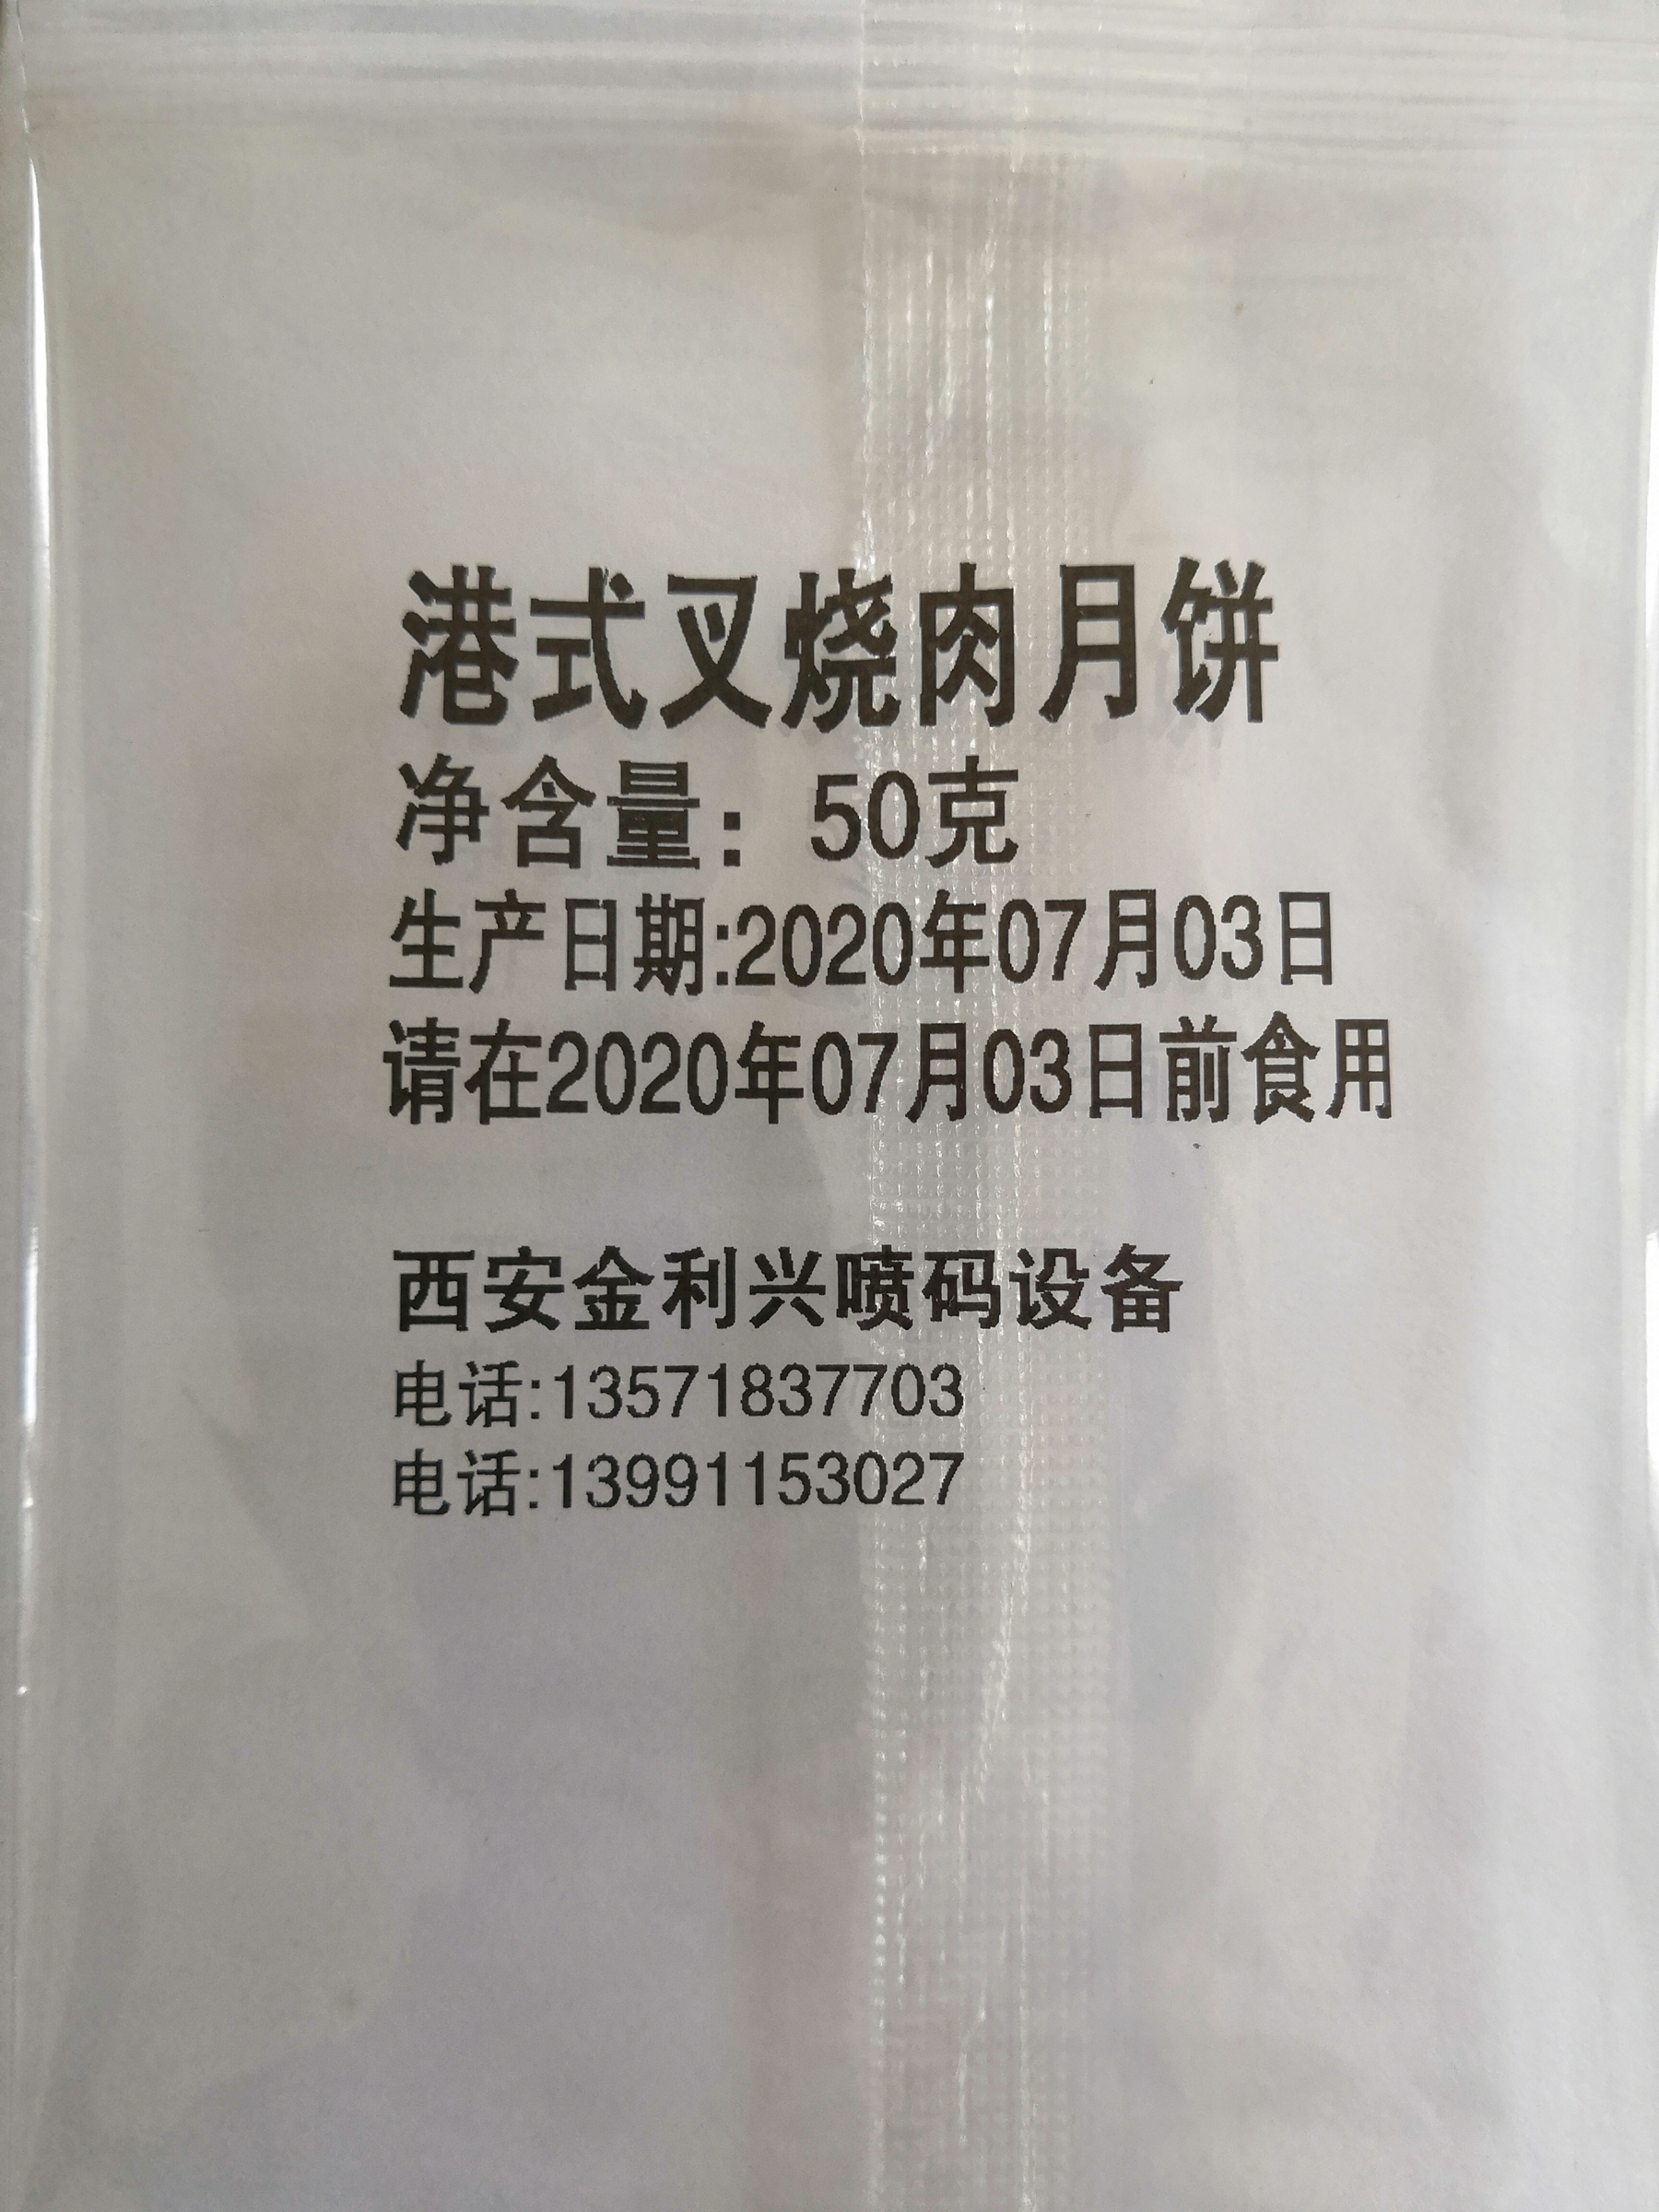 港式叉烧肉月饼
净含量：50克
生产日期:2020年07月03日
请在2020年07月03日前食用
西安金利兴喷码设备
电话:13571837703
电话:13991153027